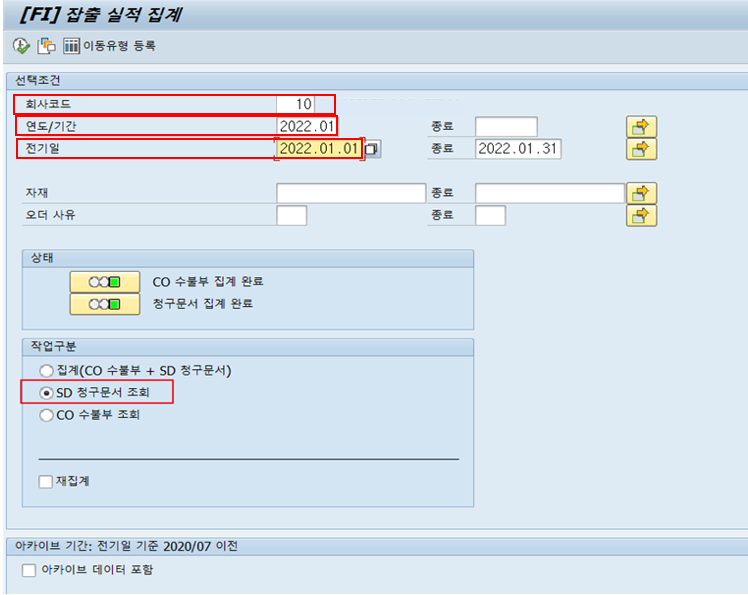 [FI] 잡출 실적 집계
이동유형 등록
선택조건
회사코드 10
연도/기간 2022.01 종료
전기일 2022.01.01 종료 2022.01.31
자재 종료
오더 사유 종료
상태
CO 수불부 집계 완료
청구문서 집계 완료
작업구분
집계(CO 수불부 + SD 청구문서)
SD 청구문서 조회
CO 수불부 조회
재집계
아카이브 기간: 전기일 기준 2020/07 이전
아카이브 데이터 포함